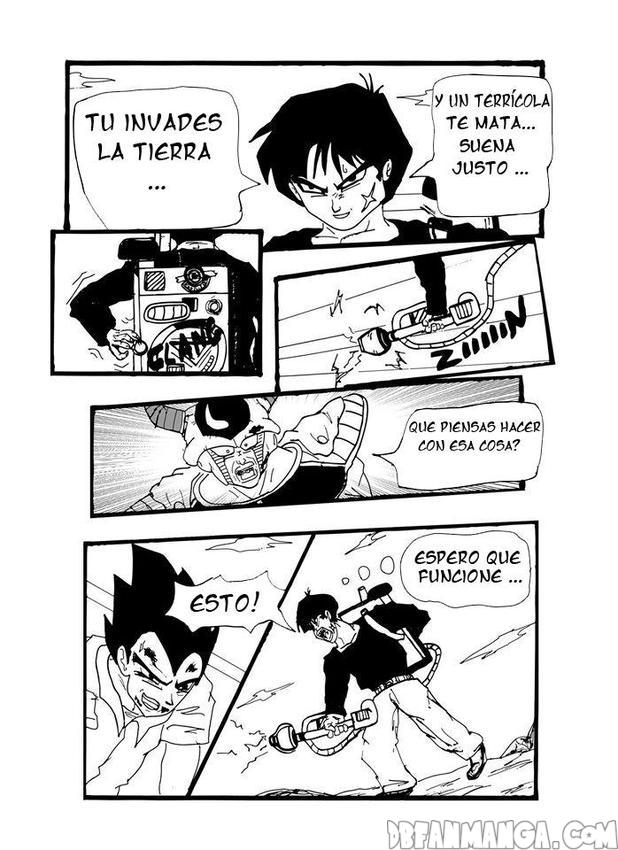 TU INVADES
LA TIERRA
...
Y UN TERRÍCOLA
TE MATA...
SUENA
JUSTO ...
CLANK
ZIIIIIN
QUE PIENSAS HACER
CON ESA COSA?
ESTO!
ESPERO QUE
FUNCIONE ...
DBFANMANGA.COM